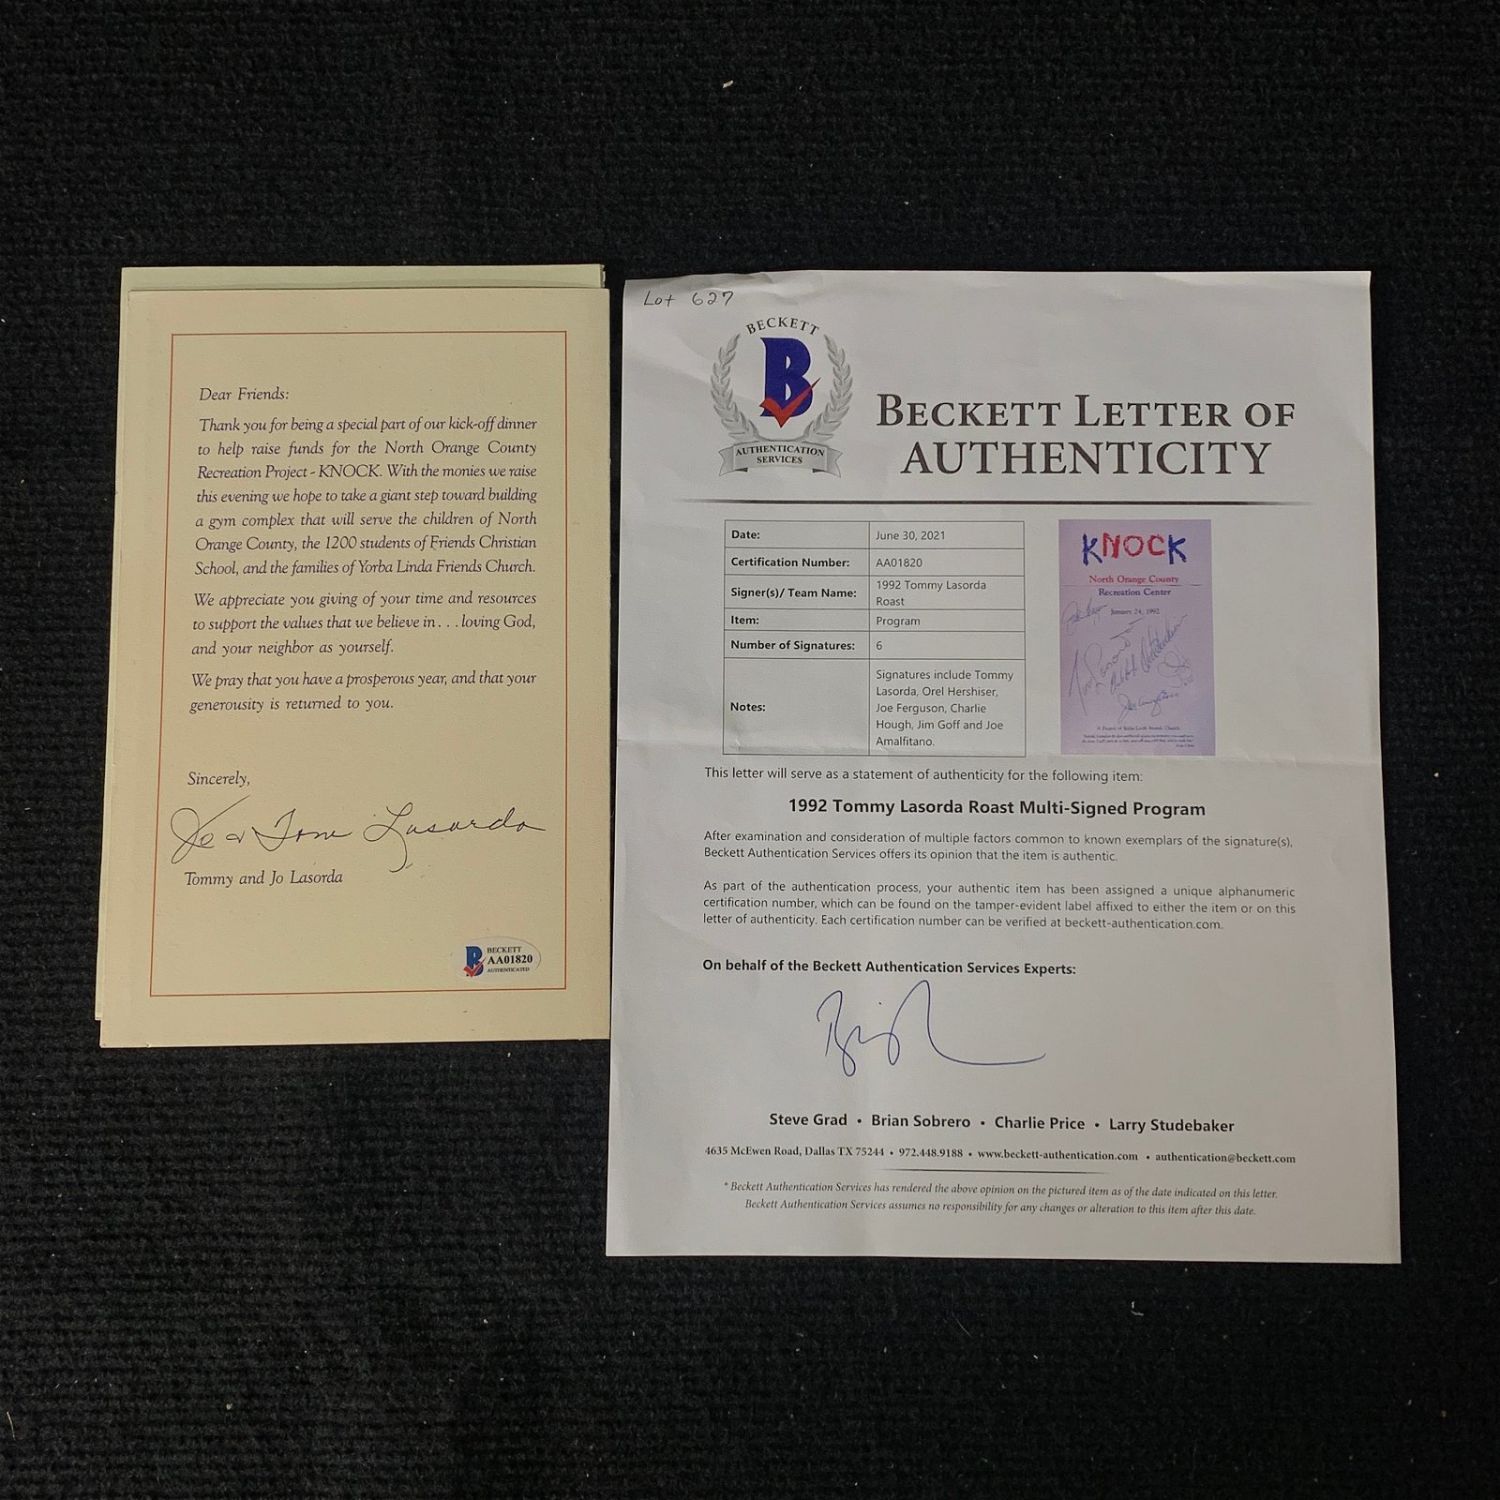 Dear Friends:
Thank you for being a special part of our kick-off dinner
to help raise funds for the North Orange County
Recreation Project - KNOCK. With the monies we raise
this evening we hope to take a giant step toward building
a gym complex that will serve the children of North
Orange County, the 1200 students of Friends Christian
School, and the families of Yorba Linda Friends Church.
We appreciate you giving of your time and resources
to support the values that we believe in . . . loving God,
and your neighbor as yourself.
We pray that you have a prosperous year, and that your
generousity is returned to you.
Sincerely,
Jo & Tom Lasorda
Tommy and Jo Lasorda
B BECKETT
AA01820
AUTHENTICATED
Lot 627
BECKETT
B
AUTHENTICATION
SERVICES
BECKETT LETTER OF
AUTHENTICITY
Date: June 30, 2021
Certification Number: AA01820
Signer(s)/ Team Name: 1992 Tommy Lasorda
Roast
Item: Program
Number of Signatures: 6
Notes: Signatures include Tommy
Lasorda, Orel Hershiser,
Joe Ferguson, Charlie
Hough, Jim Goff and Joe
Amalfitano.
KNOCK
North Orange County
Recreation Center
January 24, 1992
This letter will serve as a statement of authenticity for the following item:
1992 Tommy Lasorda Roast Multi-Signed Program
After examination and consideration of multiple factors common to known exemplars of the signature(s),
Beckett Authentication Services offers its opinion that the item is authentic.
As part of the authentication process, your authentic item has been assigned a unique alphanumeric
certification number, which can be found on the tamper-evident label affixed to either the item or on this
letter of authenticity. Each certification number can be verified at beckett-authentication.com.
On behalf of the Beckett Authentication Services Experts:
Steve Grad • Brian Sobrero • Charlie Price • Larry Studebaker
4635 McEwen Road, Dallas TX 75244 • 972.448.9188 • www.beckett-authentication.com • authentication@beckett.com
* Beckett Authentication Services has rendered the above opinion on the pictured item as of the date indicated on this letter.
Beckett Authentication Services assumes no responsibility for any changes or alteration to this item after this date.